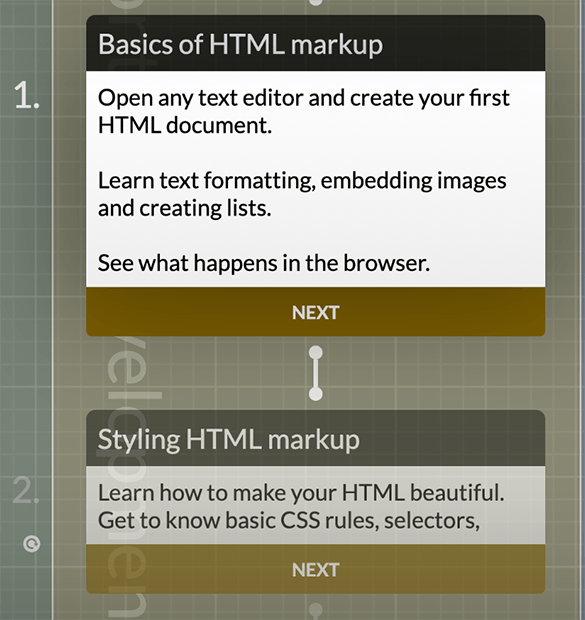 Basics of HTML markup
1.
Open any text editor and create your first
HTML document.
Learn text formatting, embedding images
and creating lists.
See what happens in the browser.
NEXT
Styling HTML markup
2.
Learn how to make your HTML beautiful.
Get to know basic CSS rules, selectors,
NEXT